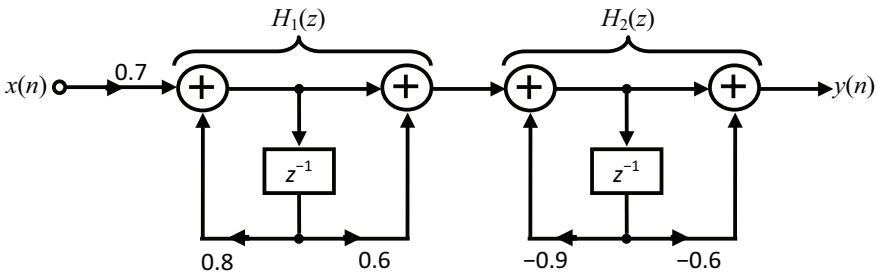 H₁(z) H₂(z)
x(n) 0.7 + + + + y(n)
z⁻¹ z⁻¹
0.8 0.6 −0.9 −0.6